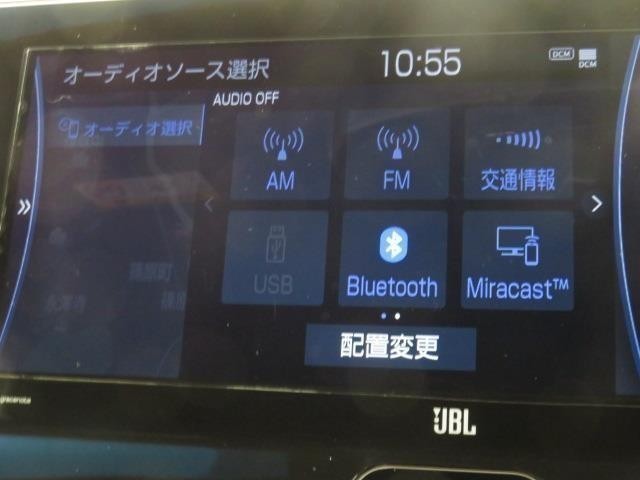 オーディオソース選択
10:55
DCM
DCM
AUDIO OFF
オーディオ選択
AM
FM
交通情報
USB
Bluetooth
Miracast™
配置変更
gracenote
JBL